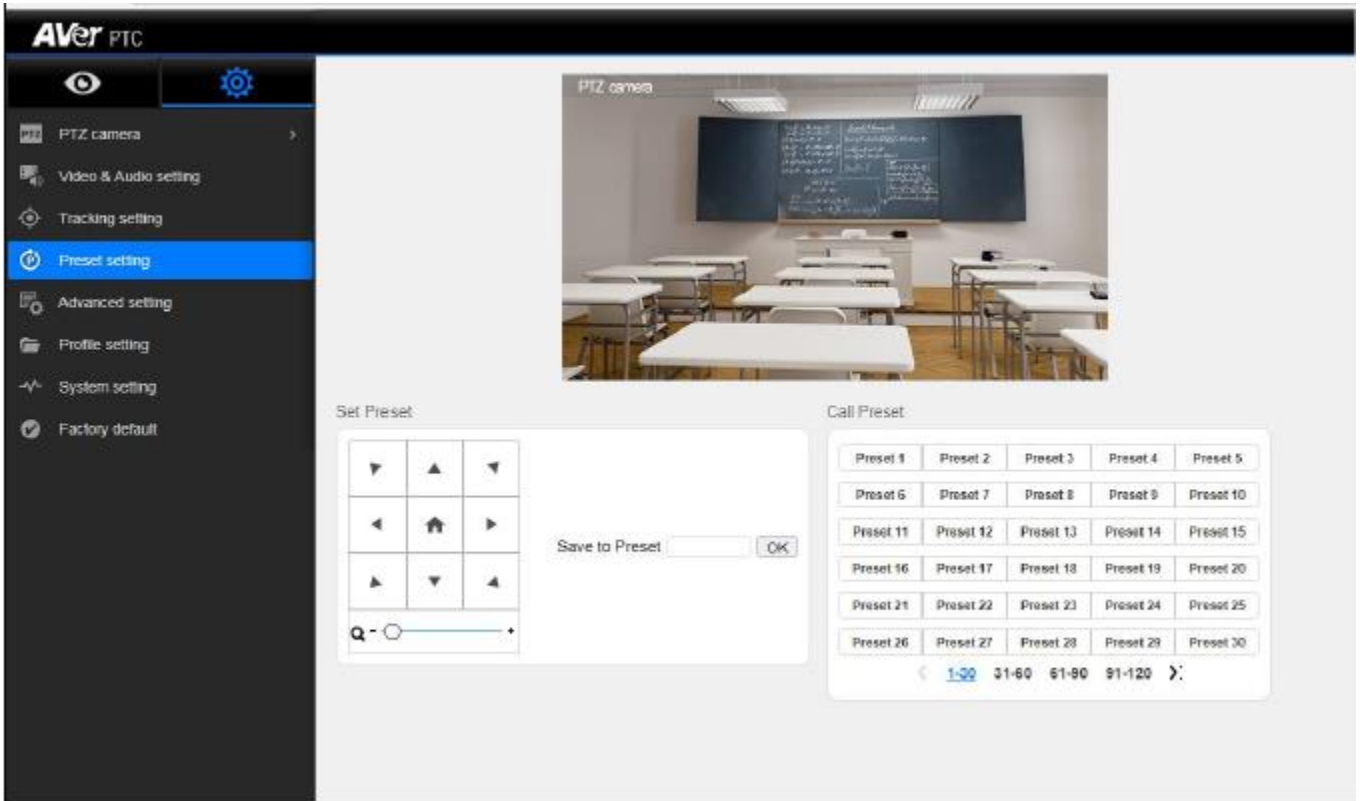 AVer PTC
PTZ camera
PTZ
PTZ camera
Video & Audio setting
Tracking setting
Preset setting
Advanced setting
Profile setting
System setting
Factory default
Set Preset
Save to Preset
OK
Call Preset
Preset 1 Preset 2 Preset 3 Preset 4 Preset 5
Preset 6 Preset 7 Preset 8 Preset 9 Preset 10
Preset 11 Preset 12 Preset 13 Preset 14 Preset 15
Preset 16 Preset 17 Preset 18 Preset 19 Preset 20
Preset 21 Preset 22 Preset 23 Preset 24 Preset 25
Preset 26 Preset 27 Preset 28 Preset 29 Preset 30
1-30 31-60 61-90 91-120